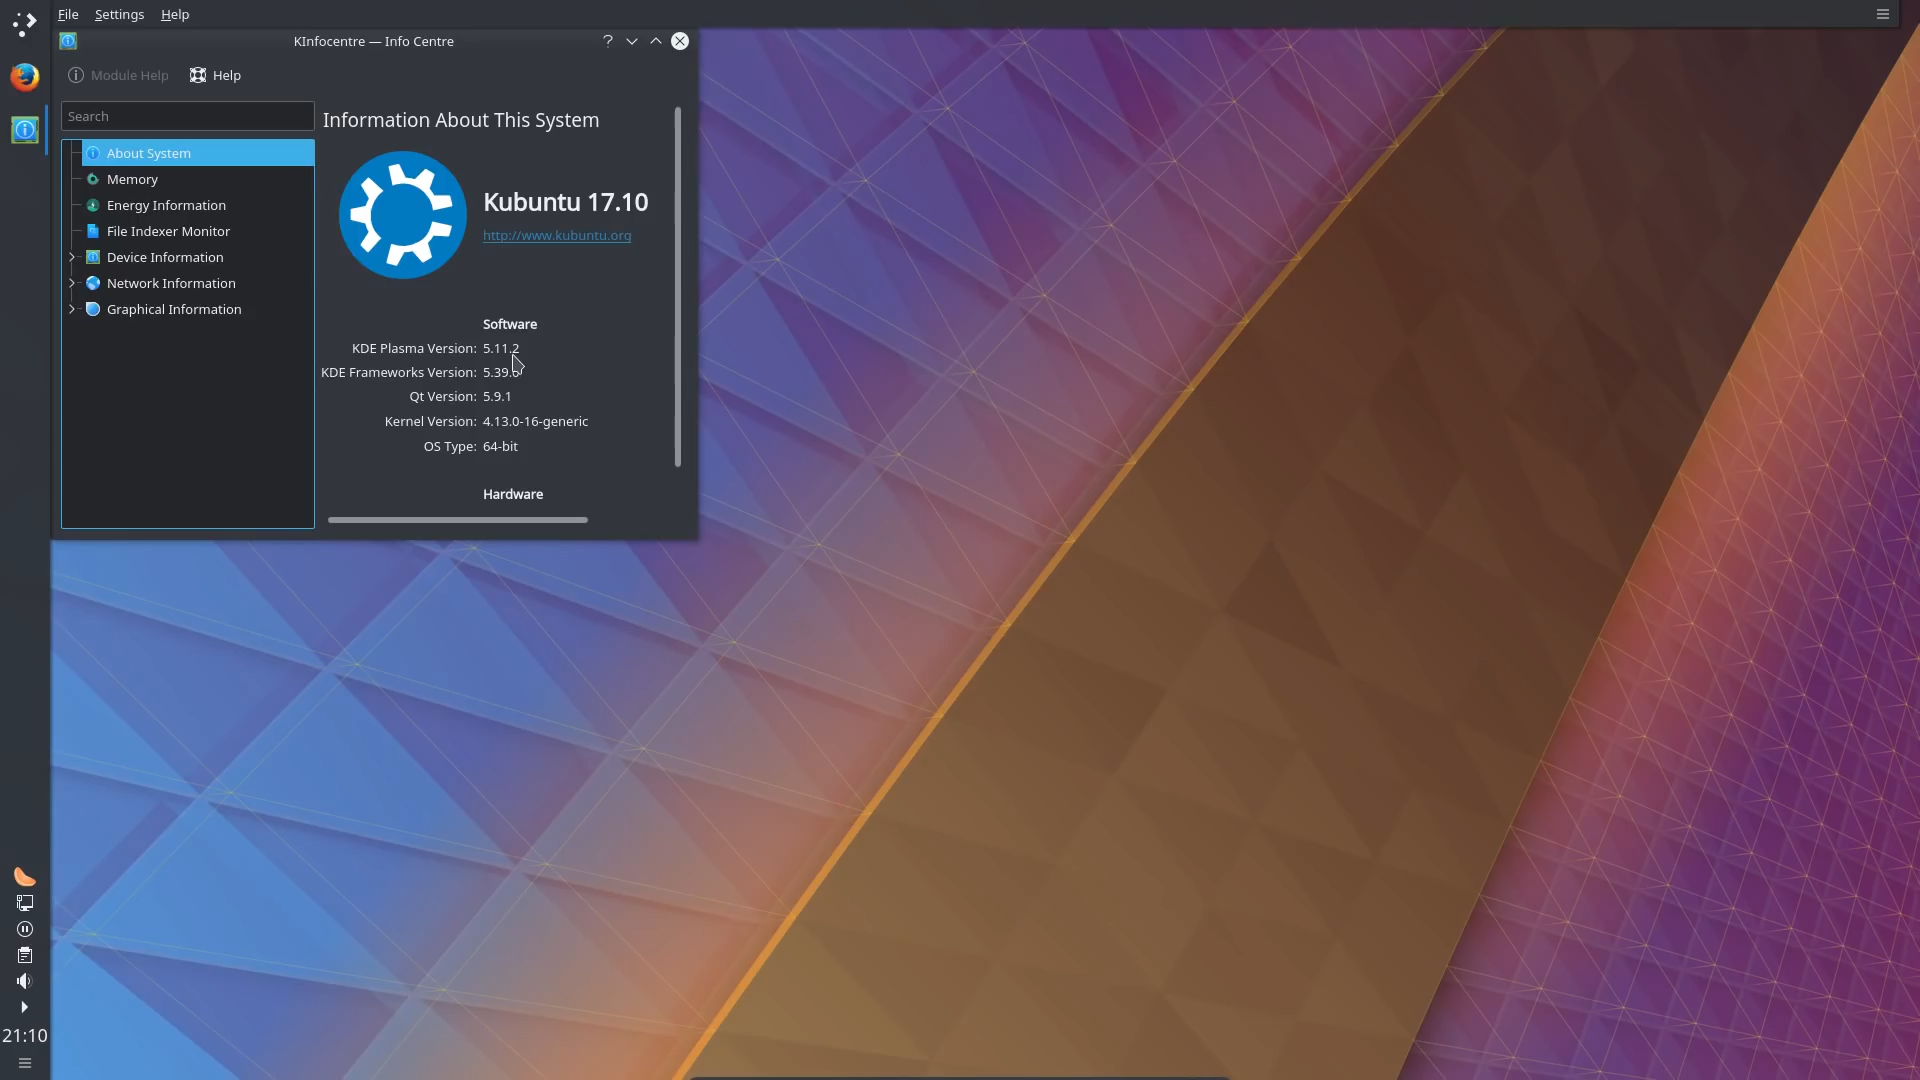 File Settings Help
KInfocentre — Info Centre
Module Help Help
Search
About System
Memory
Energy Information
File Indexer Monitor
Device Information
Network Information
Graphical Information
Information About This System
Kubuntu 17.10
http://www.kubuntu.org
Software
KDE Plasma Version: 5.11.2
KDE Frameworks Version: 5.39.0
Qt Version: 5.9.1
Kernel Version: 4.13.0-16-generic
OS Type: 64-bit
Hardware
21:10